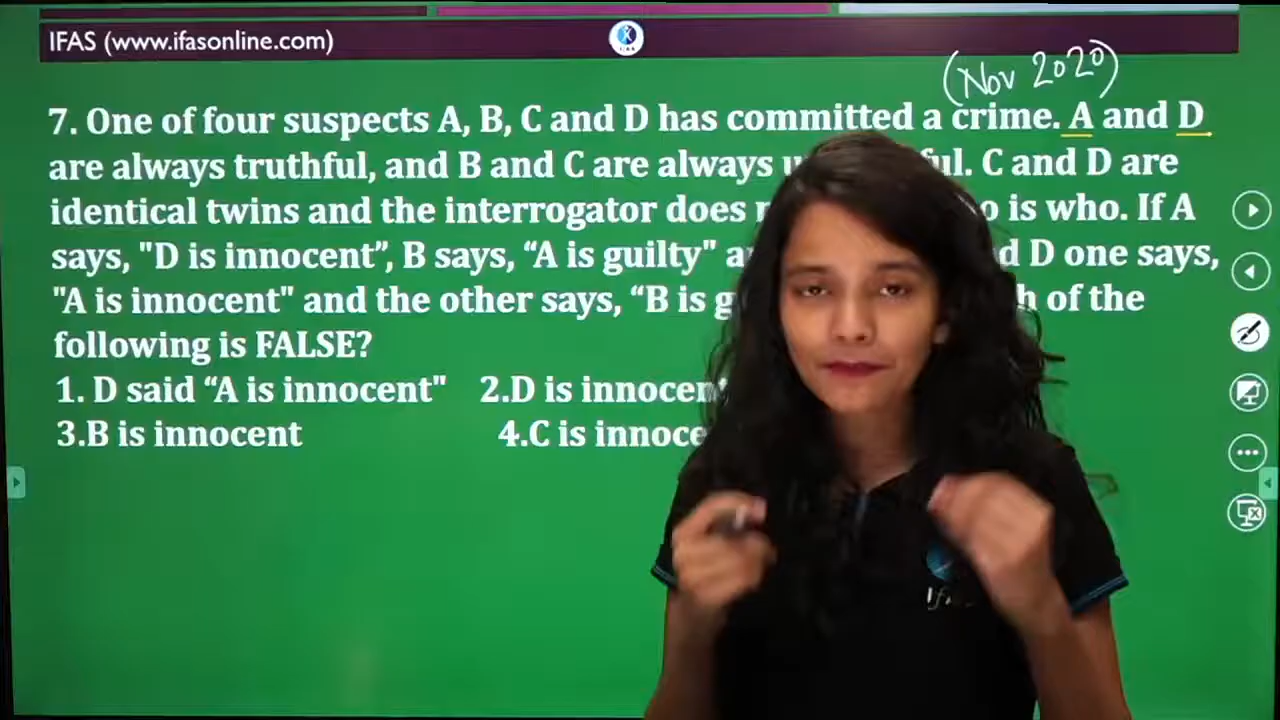 IFAS (www.ifasonline.com)
(Nov 2020)
7. One of four suspects A, B, C and D has committed a crime. A and D
are always truthful, and B and C are always C and D are
identical twins and the interrogator does is who. If A
says, "D is innocent”, B says, “A is guilty" D one says,
"A is innocent" and the other says, “B is of the
following is FALSE?
1. D said “A is innocent" 2.D is innocent
3.B is innocent 4.C is